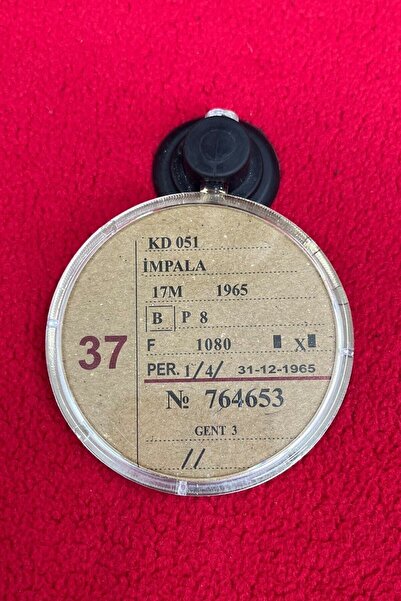 KD 051
İMPALA
17M 1965
B P 8
37
F 1080 X
PER. 1/4/ 31-12-1965
№ 764653
GENT 3
//